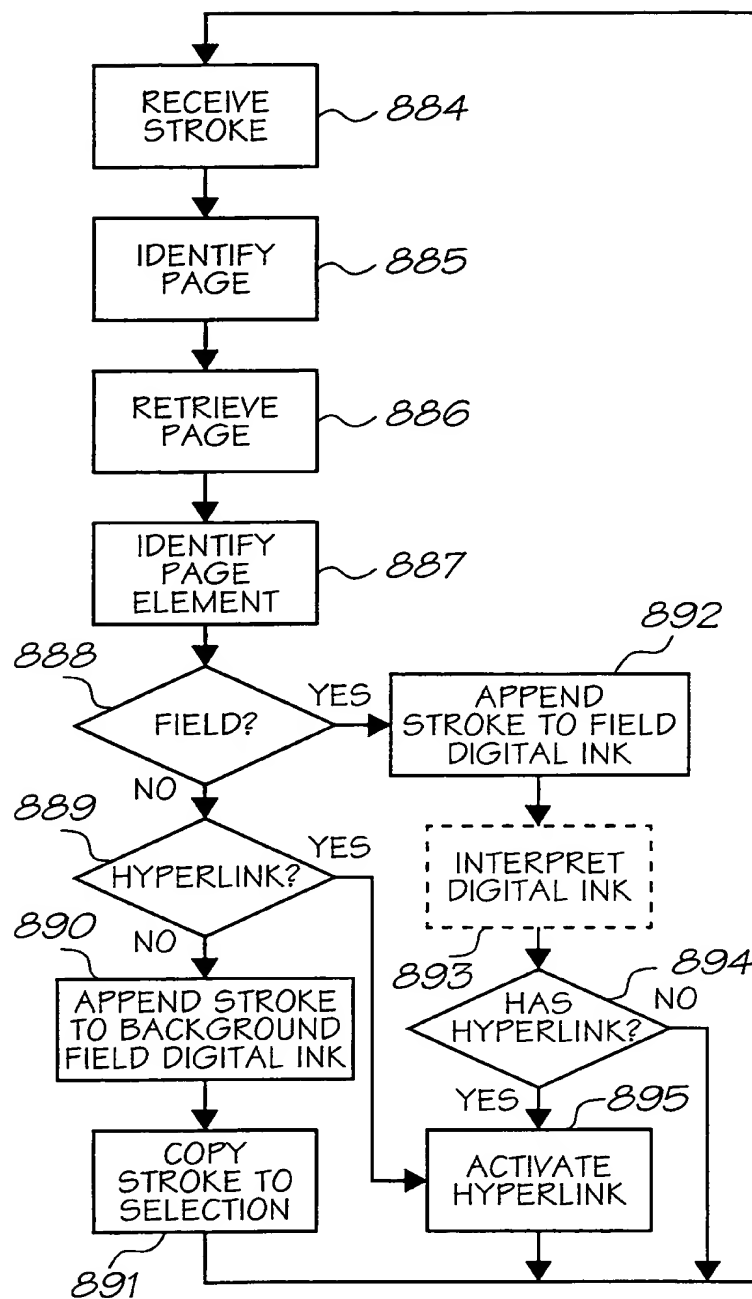 RECEIVE
STROKE
884
IDENTIFY
PAGE
885
RETRIEVE
PAGE
886
IDENTIFY
PAGE
ELEMENT
887
888
FIELD?
YES
NO
892
APPEND
STROKE TO FIELD
DIGITAL INK
889
HYPERLINK?
YES
NO
INTERPRET
DIGITAL INK
893
890
APPEND STROKE
TO BACKGROUND
FIELD DIGITAL INK
894
HAS
HYPERLINK?
NO
YES
895
COPY
STROKE TO
SELECTION
891
ACTIVATE
HYPERLINK